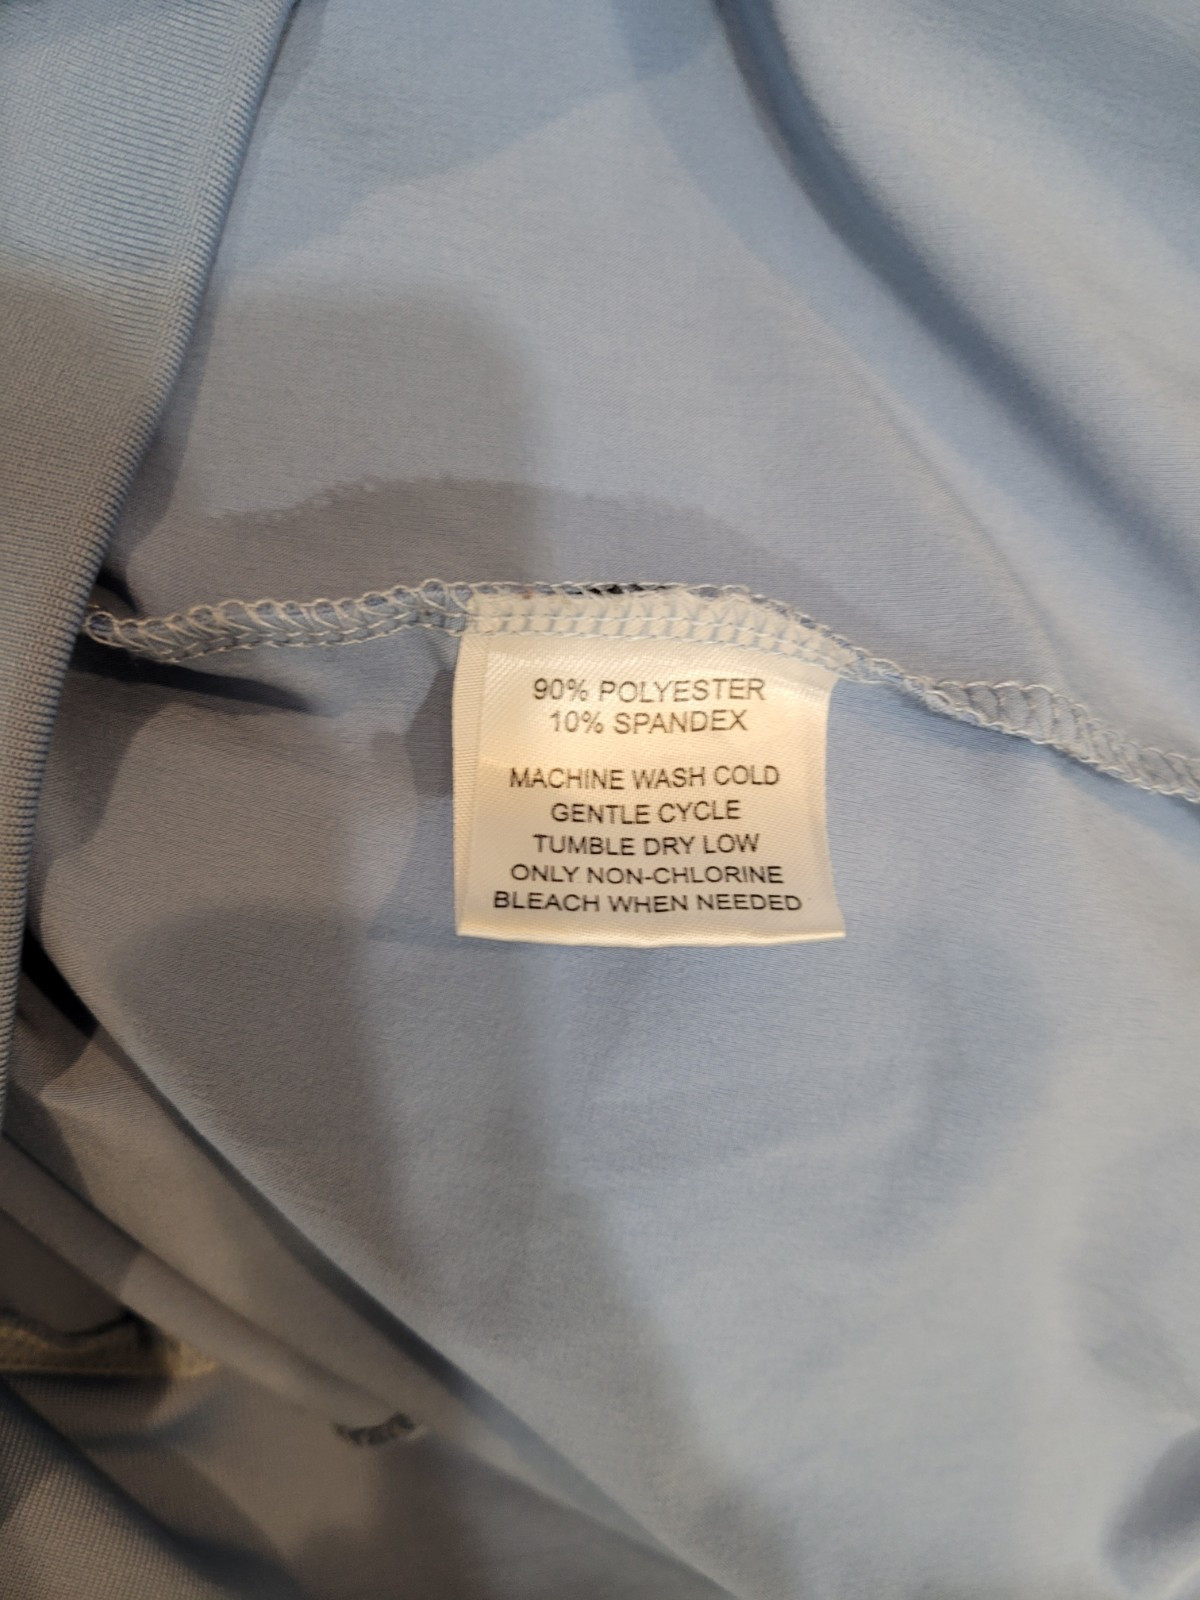 90% POLYESTER
10% SPANDEX
MACHINE WASH COLD
GENTLE CYCLE
TUMBLE DRY LOW
ONLY NON-CHLORINE
BLEACH WHEN NEEDED